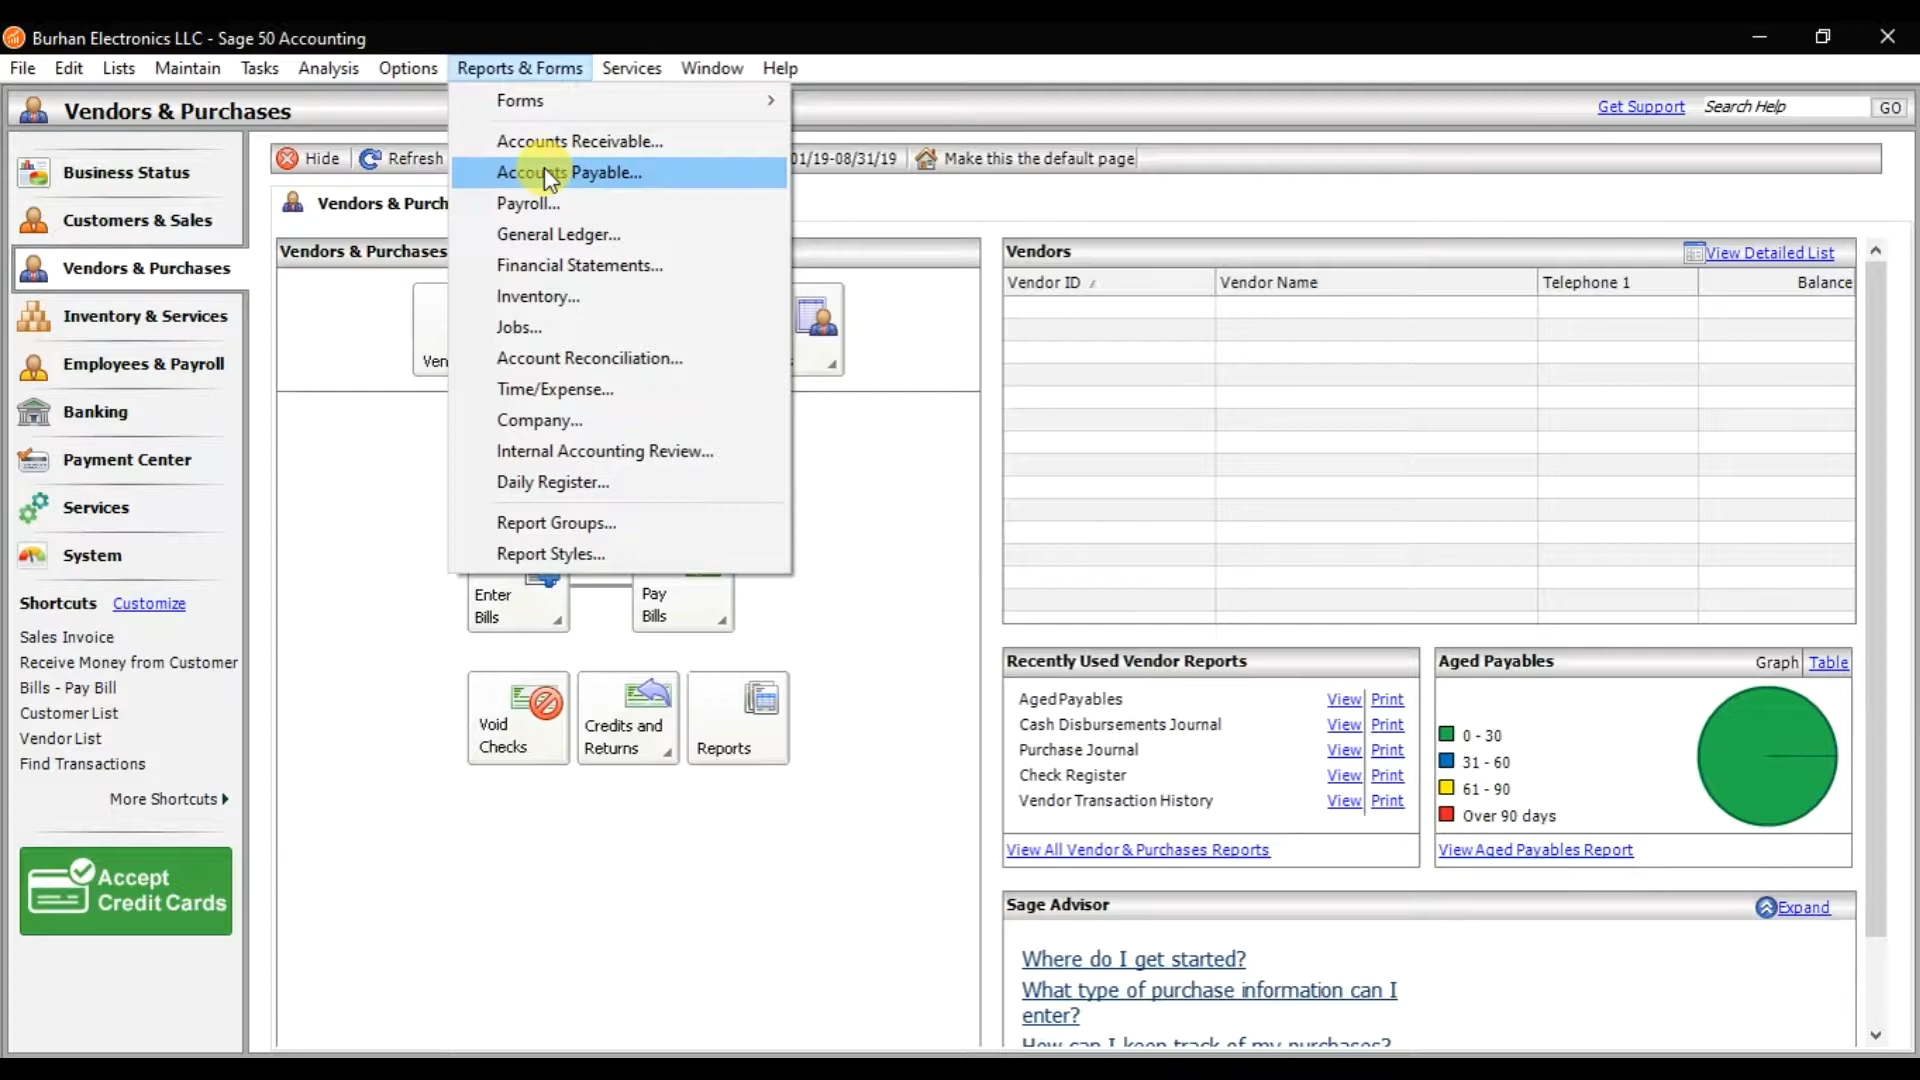 Burhan Electronics LLC - Sage 50 Accounting
File Edit Lists Maintain Tasks Analysis Options Reports & Forms Services Window Help
Vendors & Purchases
Get Support Search Help GO
Business Status
Customers & Sales
Vendors & Purchases
Inventory & Services
Employees & Payroll
Banking
Payment Center
Services
System
Shortcuts Customize
Sales Invoice
Receive Money from Customer
Bills - Pay Bill
Customer List
Vendor List
Find Transactions
More Shortcuts
Accept
Credit Cards
Hide Refresh 01/19-08/31/19 Make this the default page
Vendors & Purch
Vendors & Purchases
Ven
Forms
Accounts Receivable...
Accounts Payable...
Payroll...
General Ledger...
Financial Statements...
Inventory...
Jobs...
Account Reconciliation...
Time/Expense...
Company...
Internal Accounting Review...
Daily Register...
Report Groups...
Report Styles...
Enter
Bills
Pay
Bills
Void
Checks
Credits and
Returns
Reports
Vendors View Detailed List
Vendor ID Vendor Name Telephone 1 Balance
Recently Used Vendor Reports
Aged Payables View Print
Cash Disbursements Journal View Print
Purchase Journal View Print
Check Register View Print
Vendor Transaction History View Print
View All Vendor & Purchases Reports
Aged Payables Graph Table
0 - 30
31 - 60
61 - 90
Over 90 days
View Aged Payables Report
Sage Advisor Expand
Where do I get started?
What type of purchase information can I
enter?
How can I keep track of my purchases?